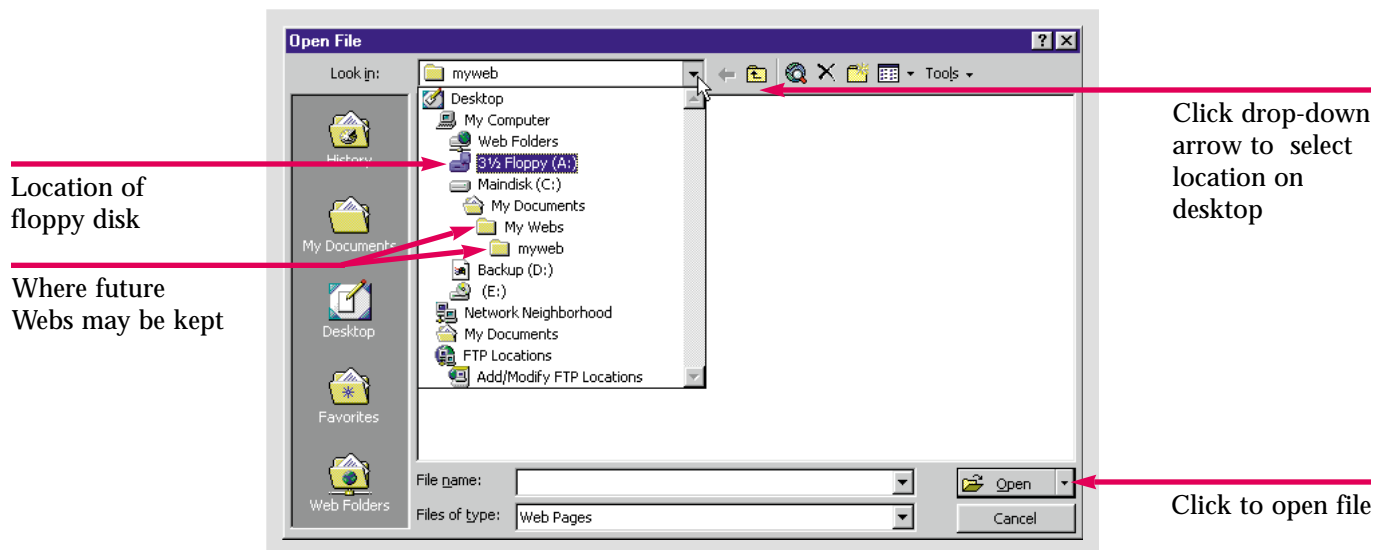 Open File
Look in:
myweb
Tools
Desktop
My Computer
Web Folders
3½ Floppy (A:)
Maindisk (C:)
My Documents
My Webs
myweb
Backup (D:)
(E:)
Network Neighborhood
My Documents
FTP Locations
Add/Modify FTP Locations
History
My Documents
Desktop
Favorites
Web Folders
File name:
Open
Files of type:
Web Pages
Cancel
Location of
floppy disk
Where future
Webs may be kept
Click drop-down
arrow to select
location on
desktop
Click to open file